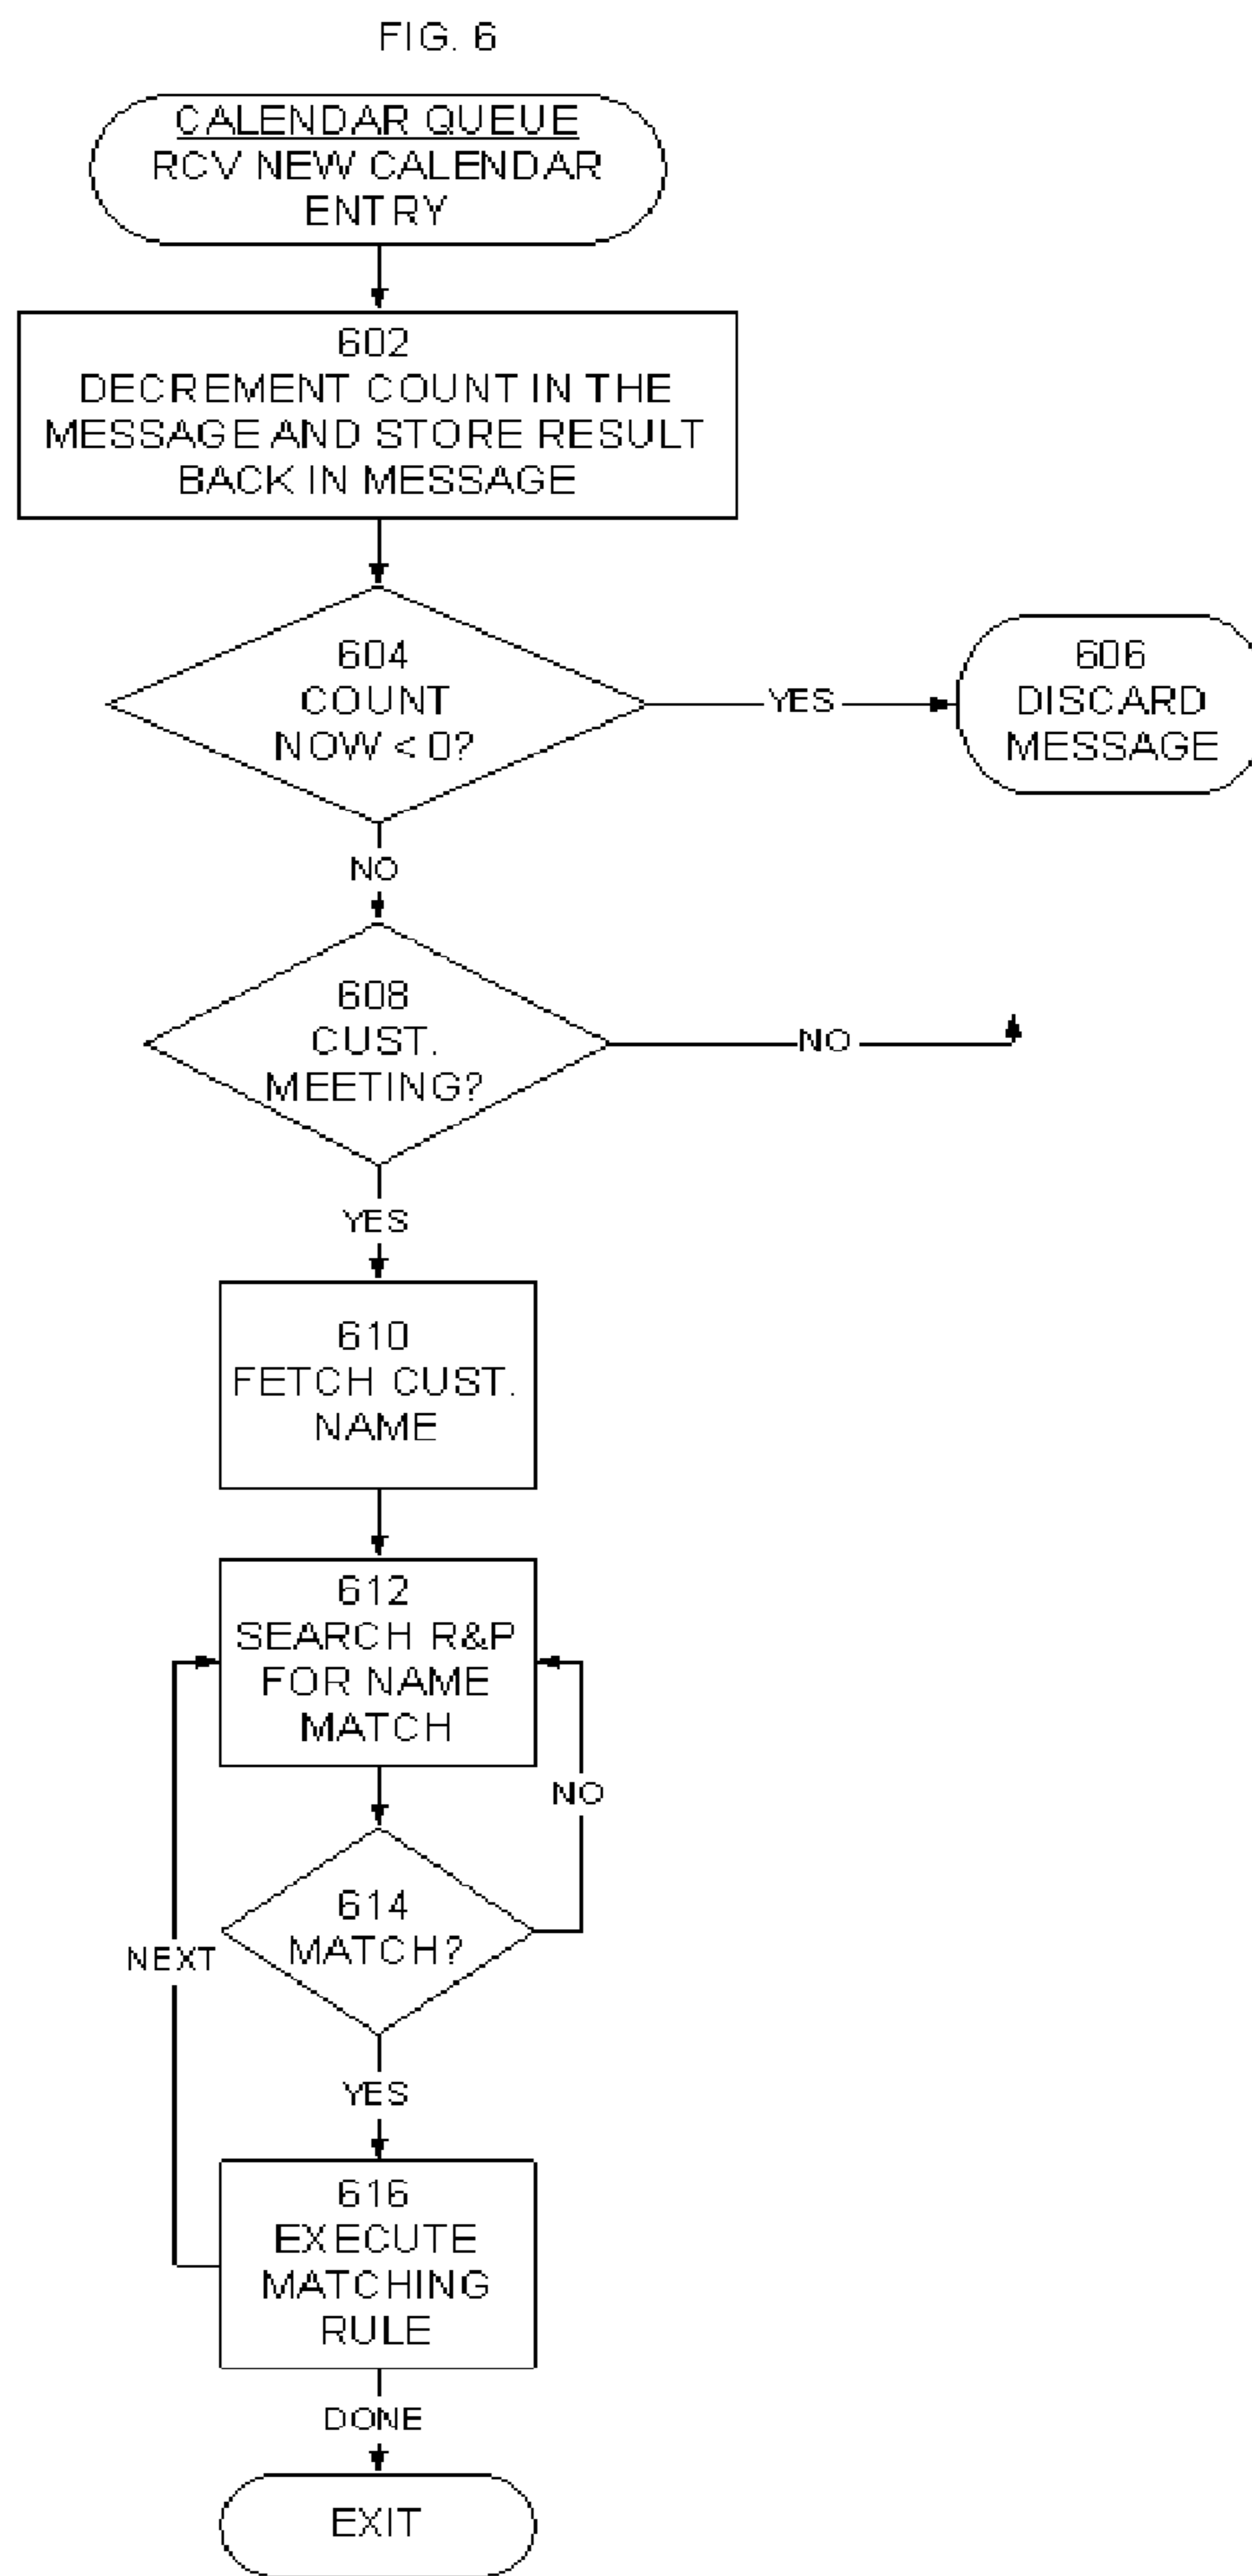 FIG. 6
CALENDAR QUEUE
RCV NEW CALENDAR
ENTRY
602
DECREMENT COUNT IN THE
MESSAGE AND STORE RESULT
BACK IN MESSAGE
604
COUNT
NOW < 0?
YES
606
DISCARD
MESSAGE
NO
608
CUST.
MEETING?
NO
YES
610
FETCH CUST.
NAME
612
SEARCH R&P
FOR NAME
MATCH
NO
614
MATCH?
NEXT
YES
616
EXECUTE
MATCHING
RULE
DONE
EXIT